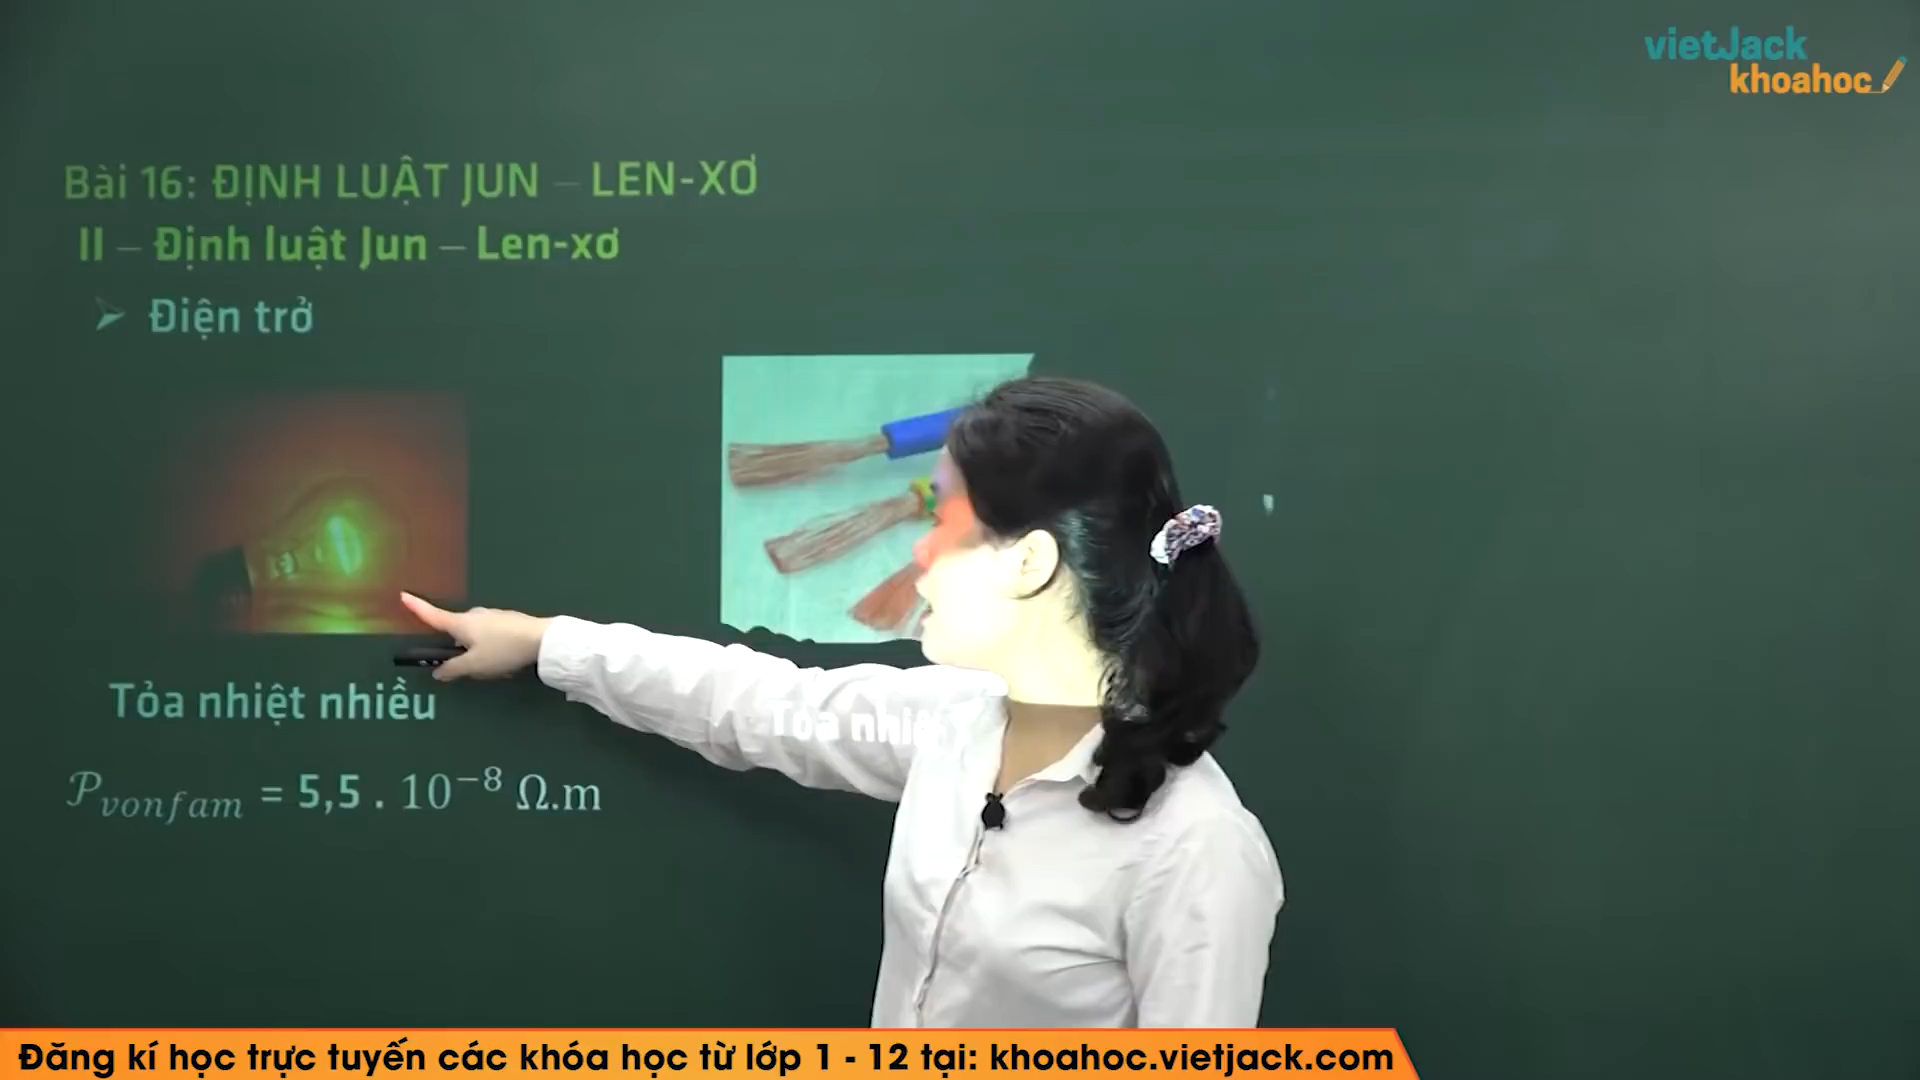 vietJack
khoahoc
Bài 16: ĐỊNH LUẬT JUN – LEN-XƠ
II – Định luật Jun – Len-xơ
➢ Điện trở
Tỏa nhiệt nhiều
Tỏa nhiệt
𝒫vonfam = 5,5 . 10⁻⁸ Ω.m
Đăng kí học trực tuyến các khóa học từ lớp 1 - 12 tại: khoahoc.vietjack.com